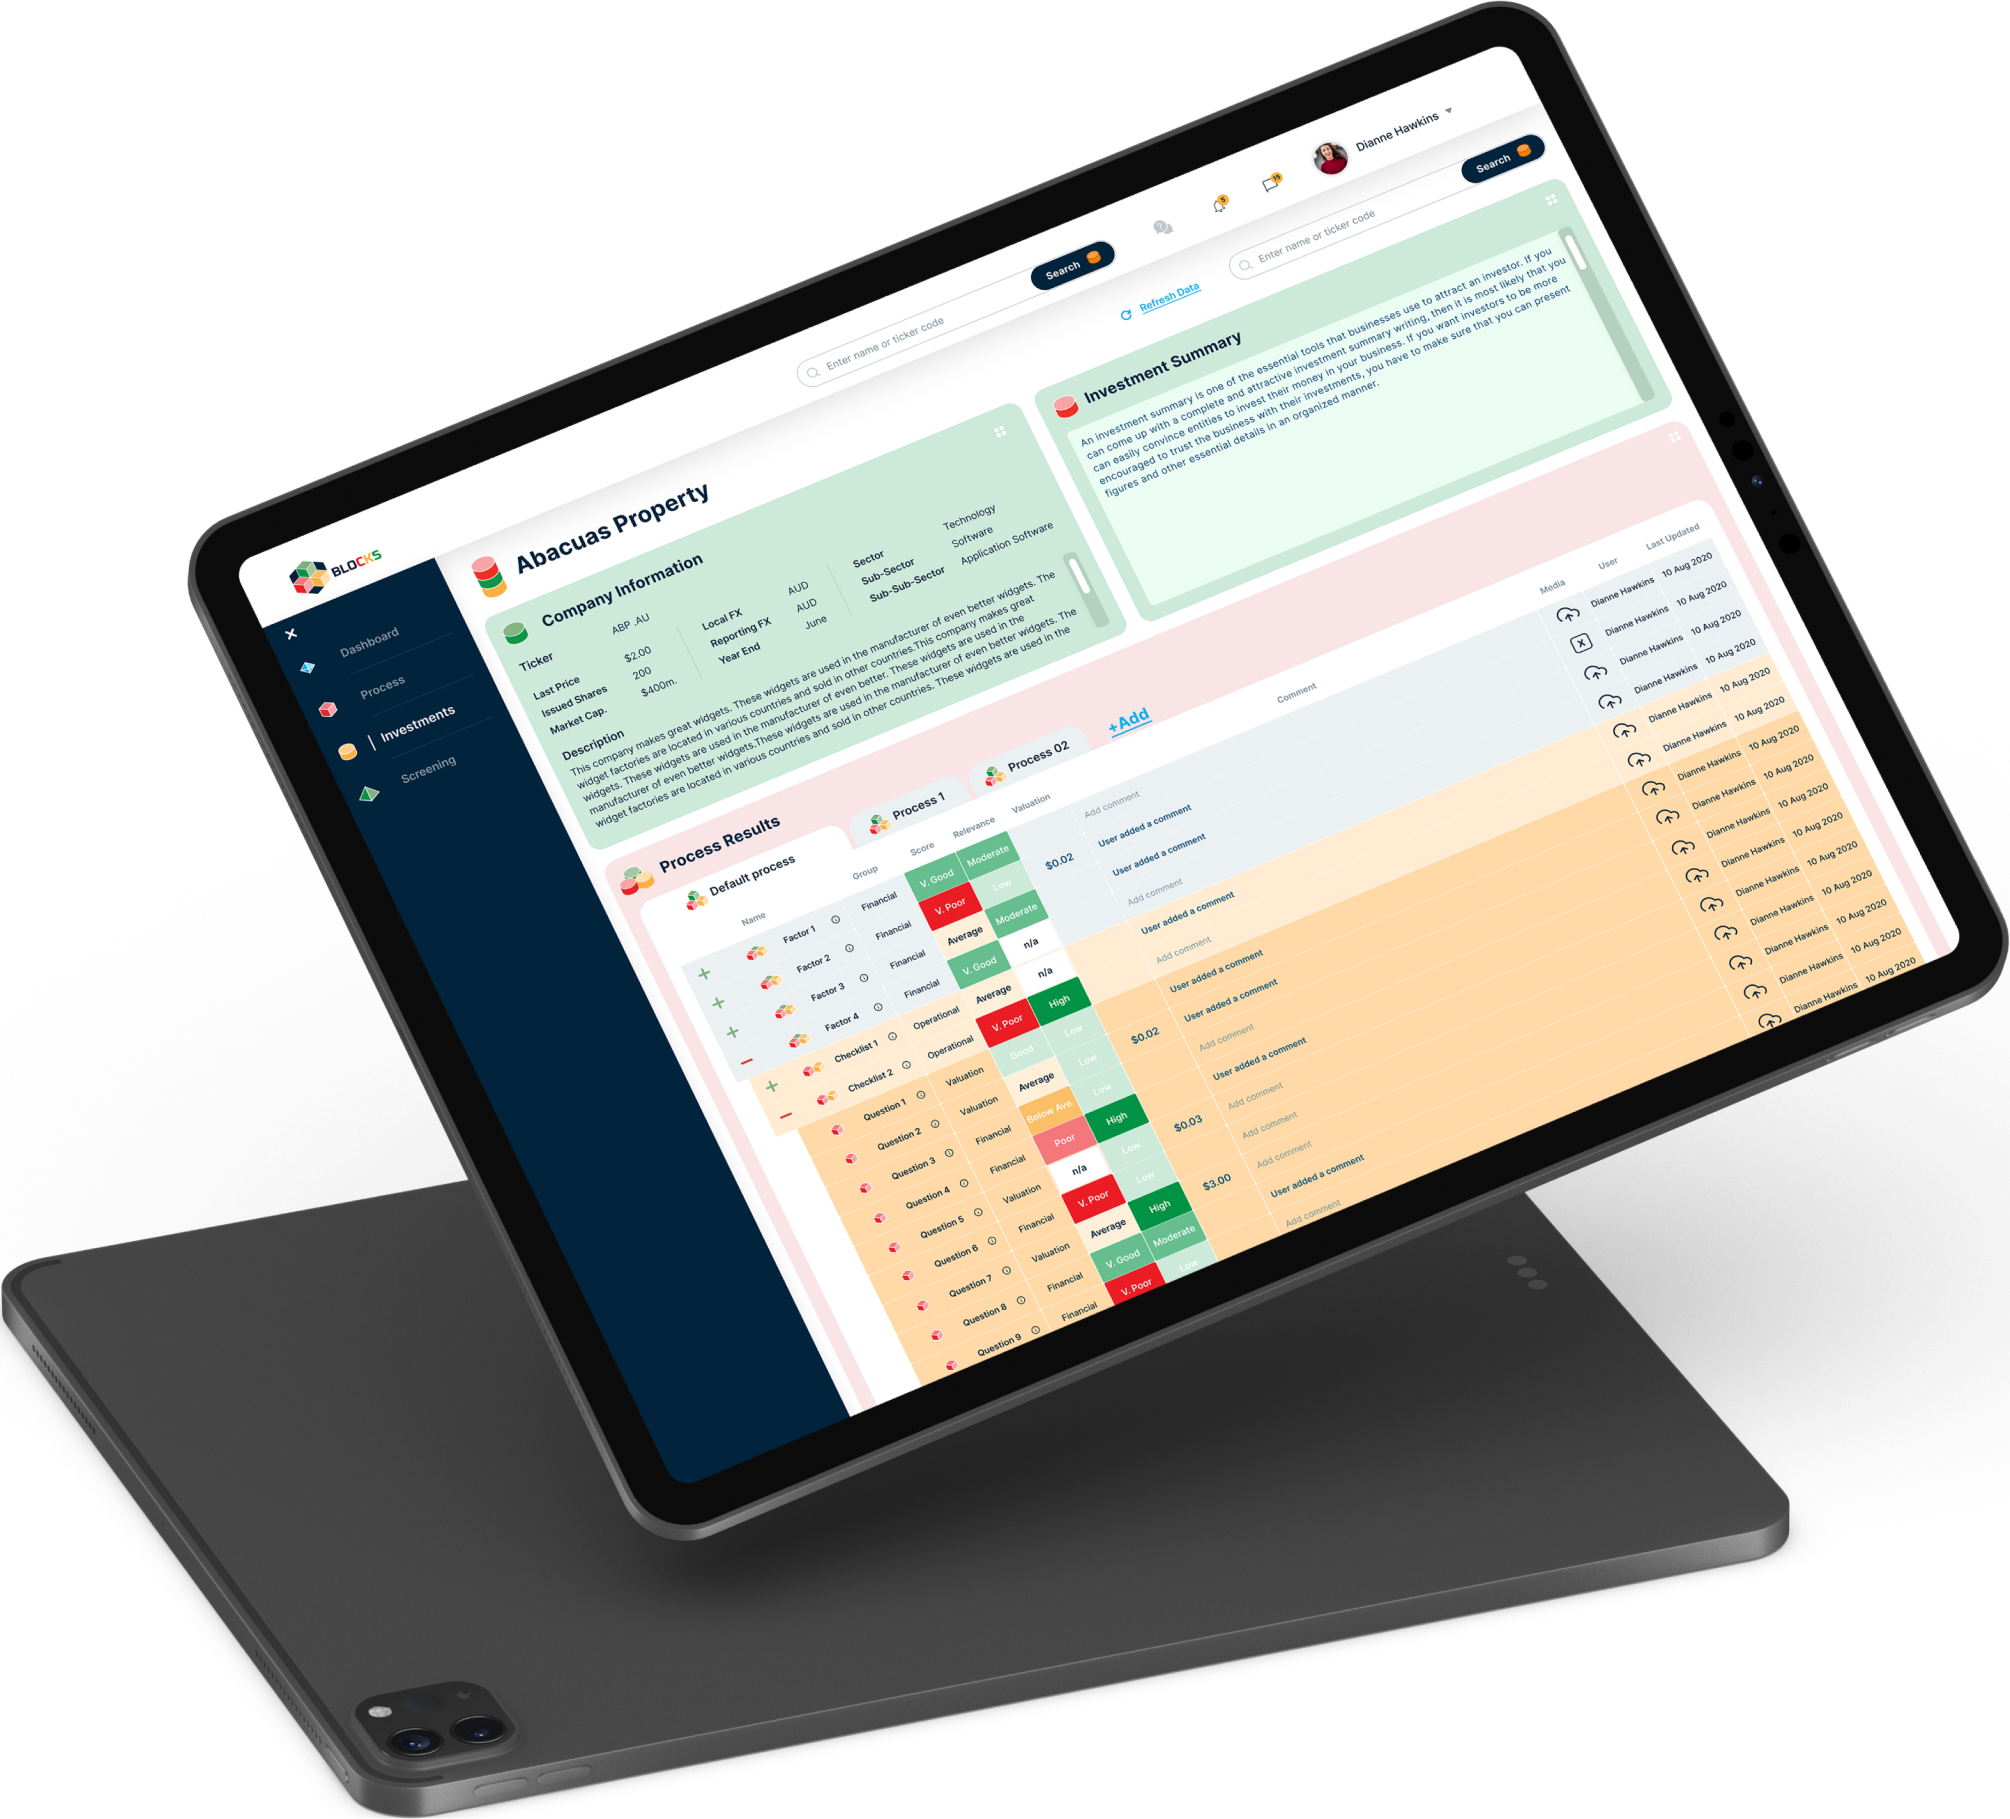 Dianne Hawkins
5
15
Enter name or ticker code
Search
BLOCKS
Dashboard
Process
Investments
Screening
Abacuas Property
Refresh Data
Enter name or ticker code
Search
Company Information
Ticker ABP .AU
Last Price $2.00
Issued Shares 200
Market Cap. $400m.
Local FX AUD
Reporting FX AUD
Year End June
Sector Technology
Sub-Sector Software
Sub-Sub-Sector Application Software
Description
This company makes great widgets. These widgets are used in the manufacturer of even better widgets. The
widget factories are located in various countries and sold in other countries.This company makes great
widgets. These widgets are used in the manufacturer of even better. These widgets are used in the
manufacturer of even better widgets.These widgets are used in the manufacturer of even better widgets. The
widget factories are located in various countries and sold in other countries. These widgets are used in the
Investment Summary
An investment summary is one of the essential tools that businesses use to attract an investor. If you
can come up with a complete and attractive investment summary writing, then it is most likely that you
can easily convince entities to invest their money in your business. If you want investors to be more
encouraged to trust the business with their investments, you have to make sure that you can present
figures and other essential details in an organized manner.
Process Results
Default process
Process 1
Process 02
+Add
Name Group Score Relevance Valuation Comment Media User Last Updated
Factor 1 Financial V. Good Moderate Add comment Dianne Hawkins 10 Aug 2020
Factor 2 Financial V. Poor Low $0.02 User added a comment X Dianne Hawkins 10 Aug 2020
Factor 3 Financial Average Moderate User added a comment Dianne Hawkins 10 Aug 2020
Factor 4 Financial V. Good n/a Add comment Dianne Hawkins 10 Aug 2020
Checklist 1 Operational Average n/a User added a comment Dianne Hawkins 10 Aug 2020
Checklist 2 Operational V. Poor High Add comment Dianne Hawkins 10 Aug 2020
Question 1 Valuation Good Low User added a comment Dianne Hawkins 10 Aug 2020
Question 2 Valuation Average Low $0.02 User added a comment Dianne Hawkins 10 Aug 2020
Question 3 Financial Below Ave. Low Add comment Dianne Hawkins 10 Aug 2020
Question 4 Financial Poor High User added a comment Dianne Hawkins 10 Aug 2020
Question 5 Valuation n/a Low $0.03 Add comment Dianne Hawkins 10 Aug 2020
Question 6 Financial V. Poor Low Add comment Dianne Hawkins 10 Aug 2020
Question 7 Valuation Average High $3.00 Add comment Dianne Hawkins 10 Aug 2020
Question 8 Financial V. Good Moderate User added a comment Dianne Hawkins 10 Aug 2020
Question 9 Financial V. Poor Low Add comment Dianne Hawkins 10 Aug 2020